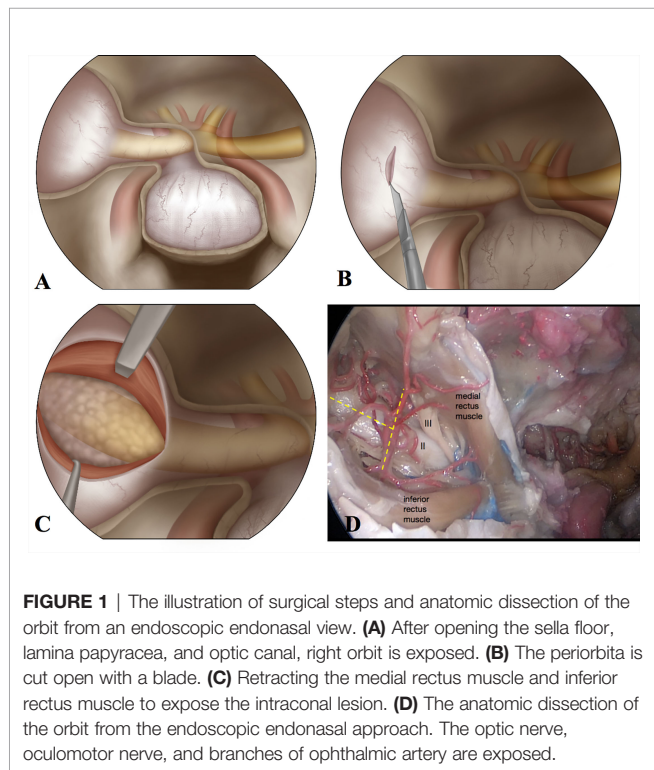 A
B
medial
rectus
muscle
III
II
inferior
rectus
muscle
C
D
FIGURE 1 | The illustration of surgical steps and anatomic dissection of the
orbit from an endoscopic endonasal view. (A) After opening the sella floor,
lamina papyracea, and optic canal, right orbit is exposed. (B) The periorbita is
cut open with a blade. (C) Retracting the medial rectus muscle and inferior
rectus muscle to expose the intraconal lesion. (D) The anatomic dissection of
the orbit from the endoscopic endonasal approach. The optic nerve,
oculomotor nerve, and branches of ophthalmic artery are exposed.